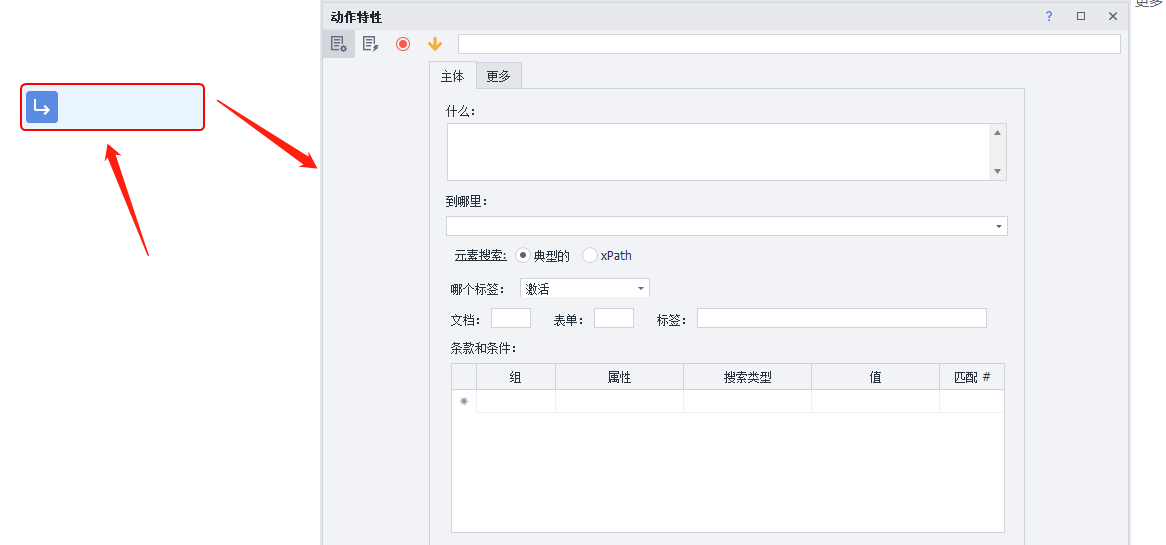 更多
动作特性
?
主体 更多
什么:
到哪里:
元素搜索: 典型的 xPath
哪个标签: 激活
文档: 表单: 标签:
条款和条件:
组 属性 搜索类型 值 匹配 #